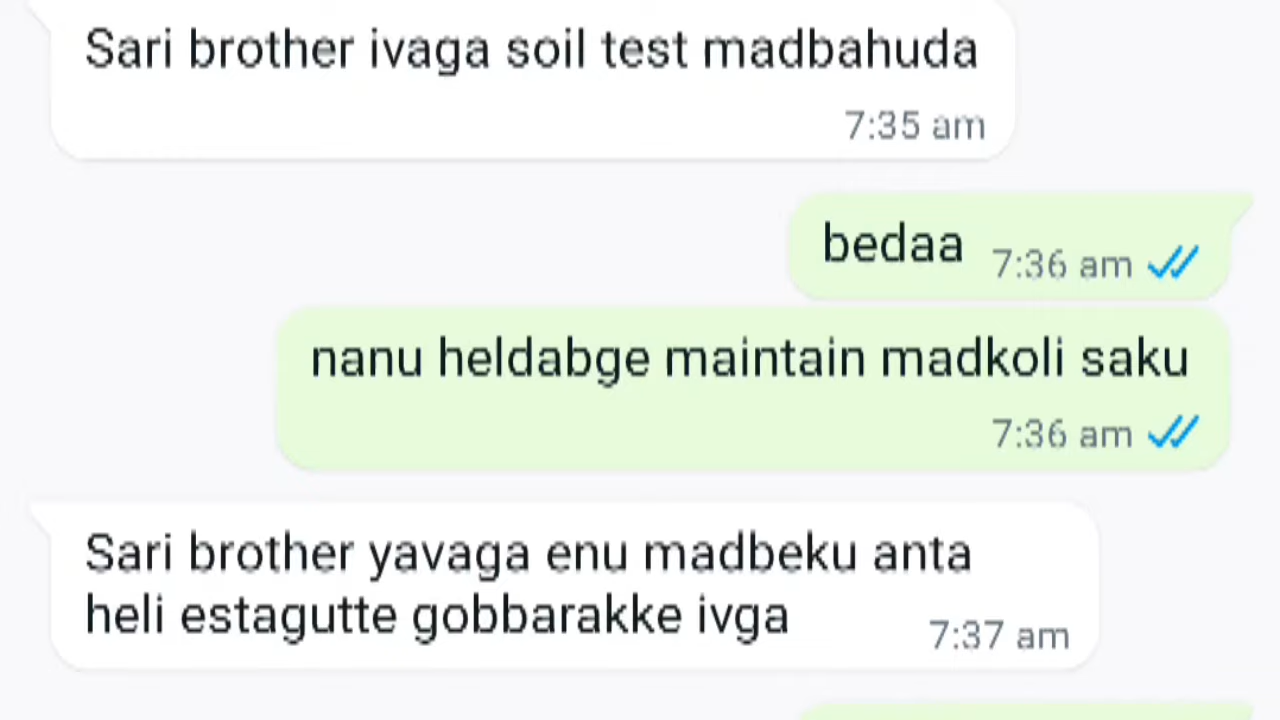 Sari brother ivaga soil test madbahuda
7:35 am
bedaa 7:36 am
nanu heldabge maintain madkoli saku
7:36 am
Sari brother yavaga enu madbeku anta
heli estagutte gobbarakke ivga 7:37 am